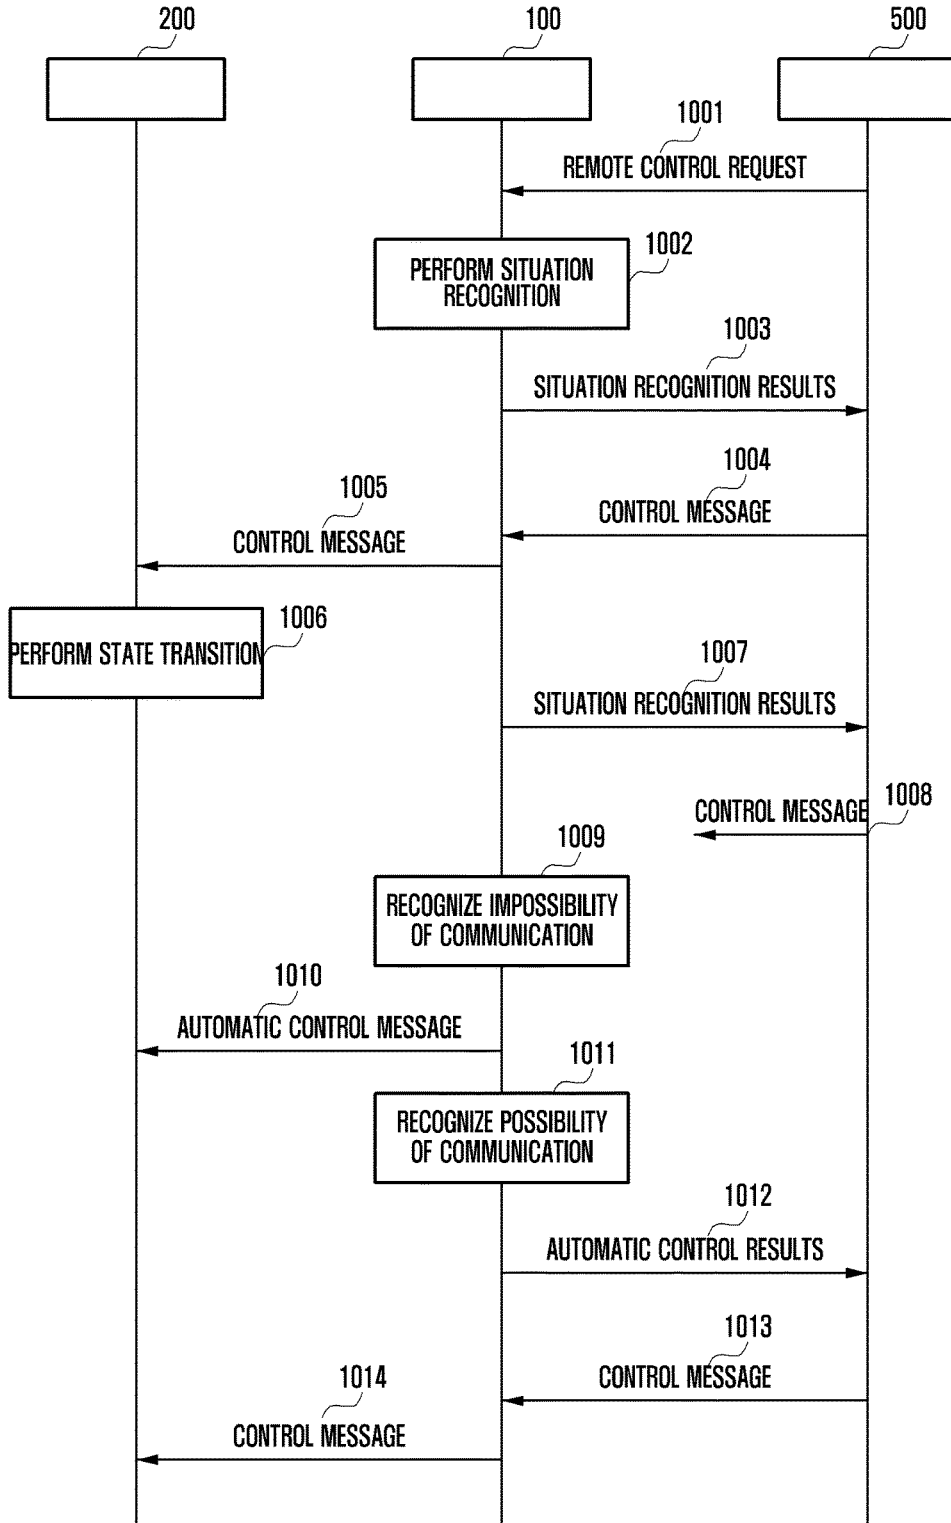 200
100
500
1001
REMOTE CONTROL REQUEST
1002
PERFORM SITUATION
RECOGNITION
1003
SITUATION RECOGNITION RESULTS
1004
CONTROL MESSAGE
1005
CONTROL MESSAGE
1006
PERFORM STATE TRANSITION
1007
SITUATION RECOGNITION RESULTS
1008
CONTROL MESSAGE
1009
RECOGNIZE IMPOSSIBILITY
OF COMMUNICATION
1010
AUTOMATIC CONTROL MESSAGE
1011
RECOGNIZE POSSIBILITY
OF COMMUNICATION
1012
AUTOMATIC CONTROL RESULTS
1013
CONTROL MESSAGE
1014
CONTROL MESSAGE